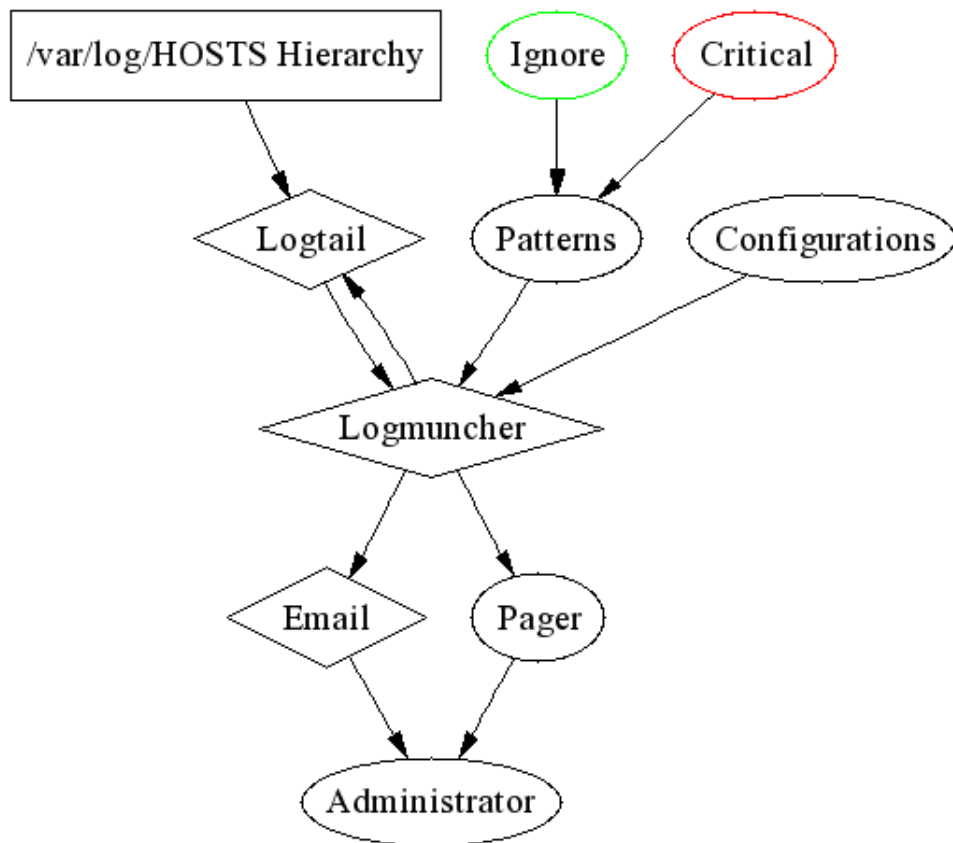 /var/log/HOSTS Hierarchy
Ignore
Critical
Logtail
Patterns
Configurations
Logmuncher
Email
Pager
Administrator